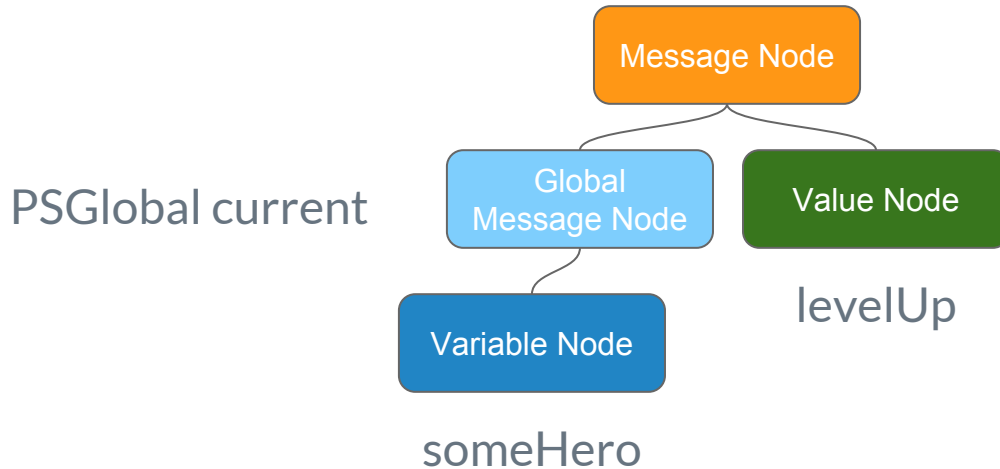 Message Node
PSGlobal current
Global
Message Node
Value Node
levelUp
Variable Node
someHero